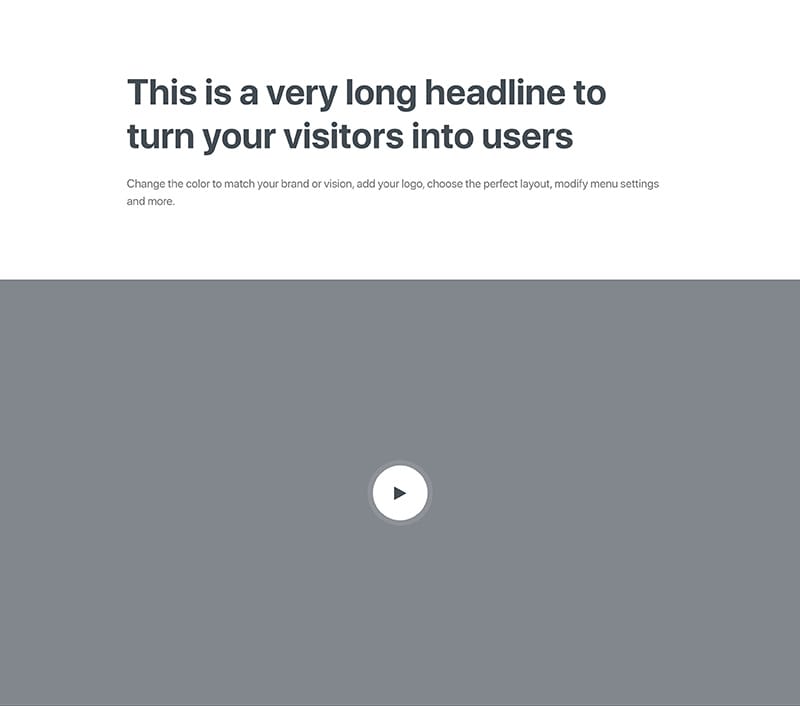 This is a very long headline to
turn your visitors into users
Change the color to match your brand or vision, add your logo, choose the perfect layout, modify menu settings
and more.